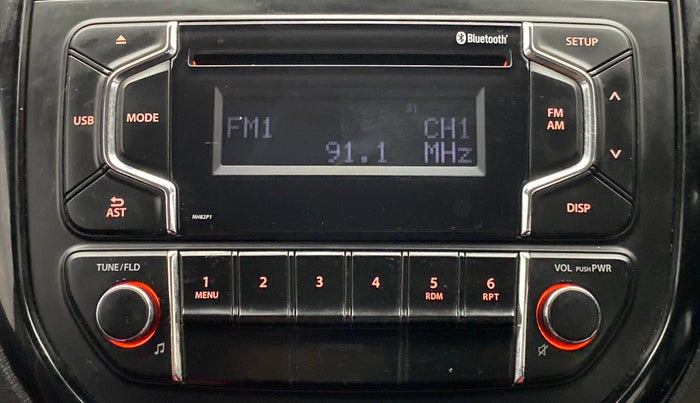 Bluetooth
SETUP
USB
MODE
FM1 CH1
91.1 MHz
FM
AM
AST
DISP
NH82P1
TUNE/FLD
VOL PUSH PWR
1 2 3 4 5 6
MENU RDM RPT